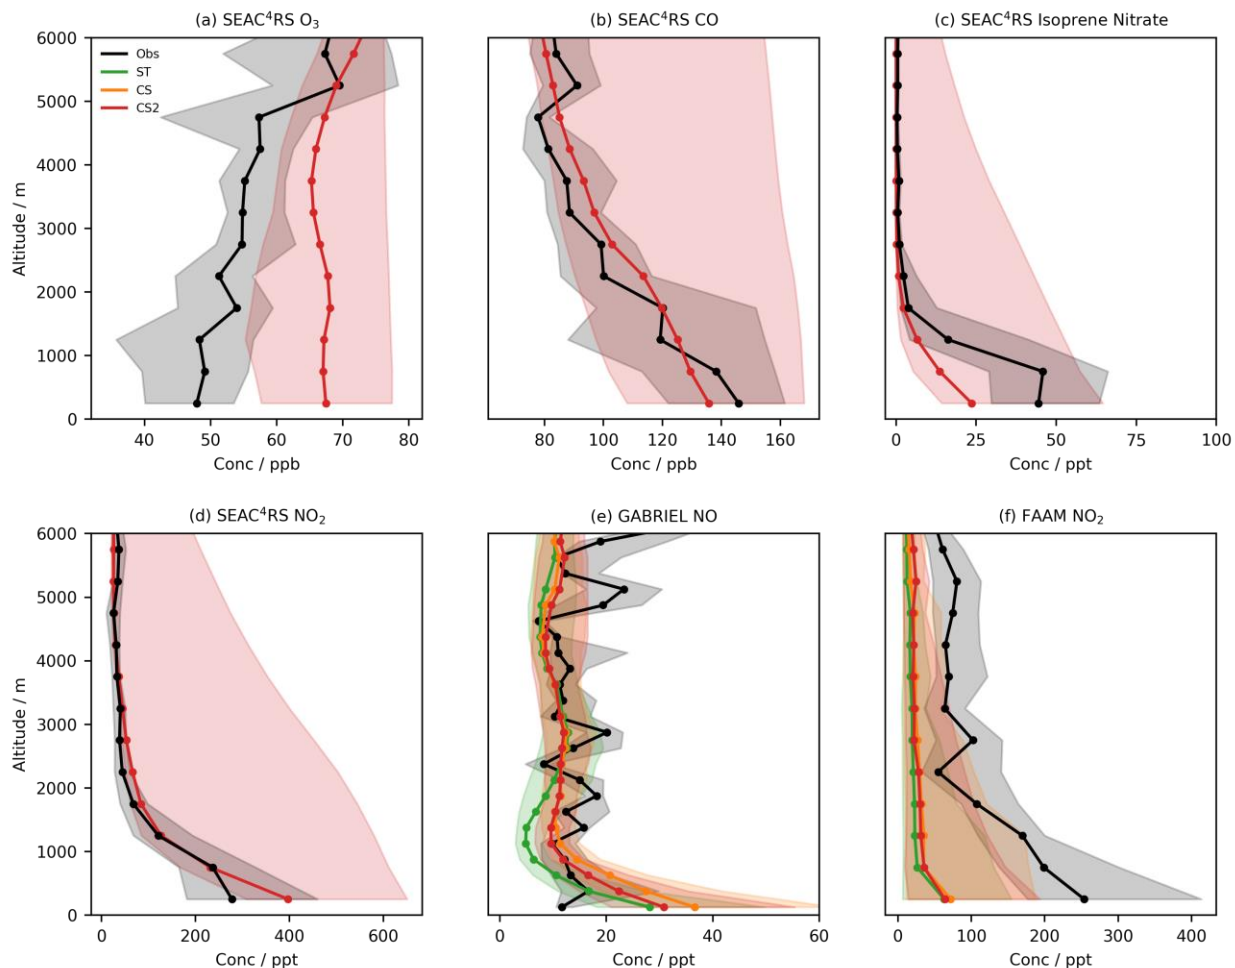 (a) SEAC⁴RS O₃
(b) SEAC⁴RS CO
(c) SEAC⁴RS Isoprene Nitrate
Altitude / m
6000
5000
4000
3000
2000
1000
0
Obs
ST
CS
CS2
40 50 60 70 80
Conc / ppb
80 100 120 140 160
Conc / ppb
0 25 50 75 100
Conc / ppt
(d) SEAC⁴RS NO₂
(e) GABRIEL NO
(f) FAAM NO₂
Altitude / m
6000
5000
4000
3000
2000
1000
0
0 200 400 600
Conc / ppt
0 20 40 60
Conc / ppt
0 100 200 300 400
Conc / ppt